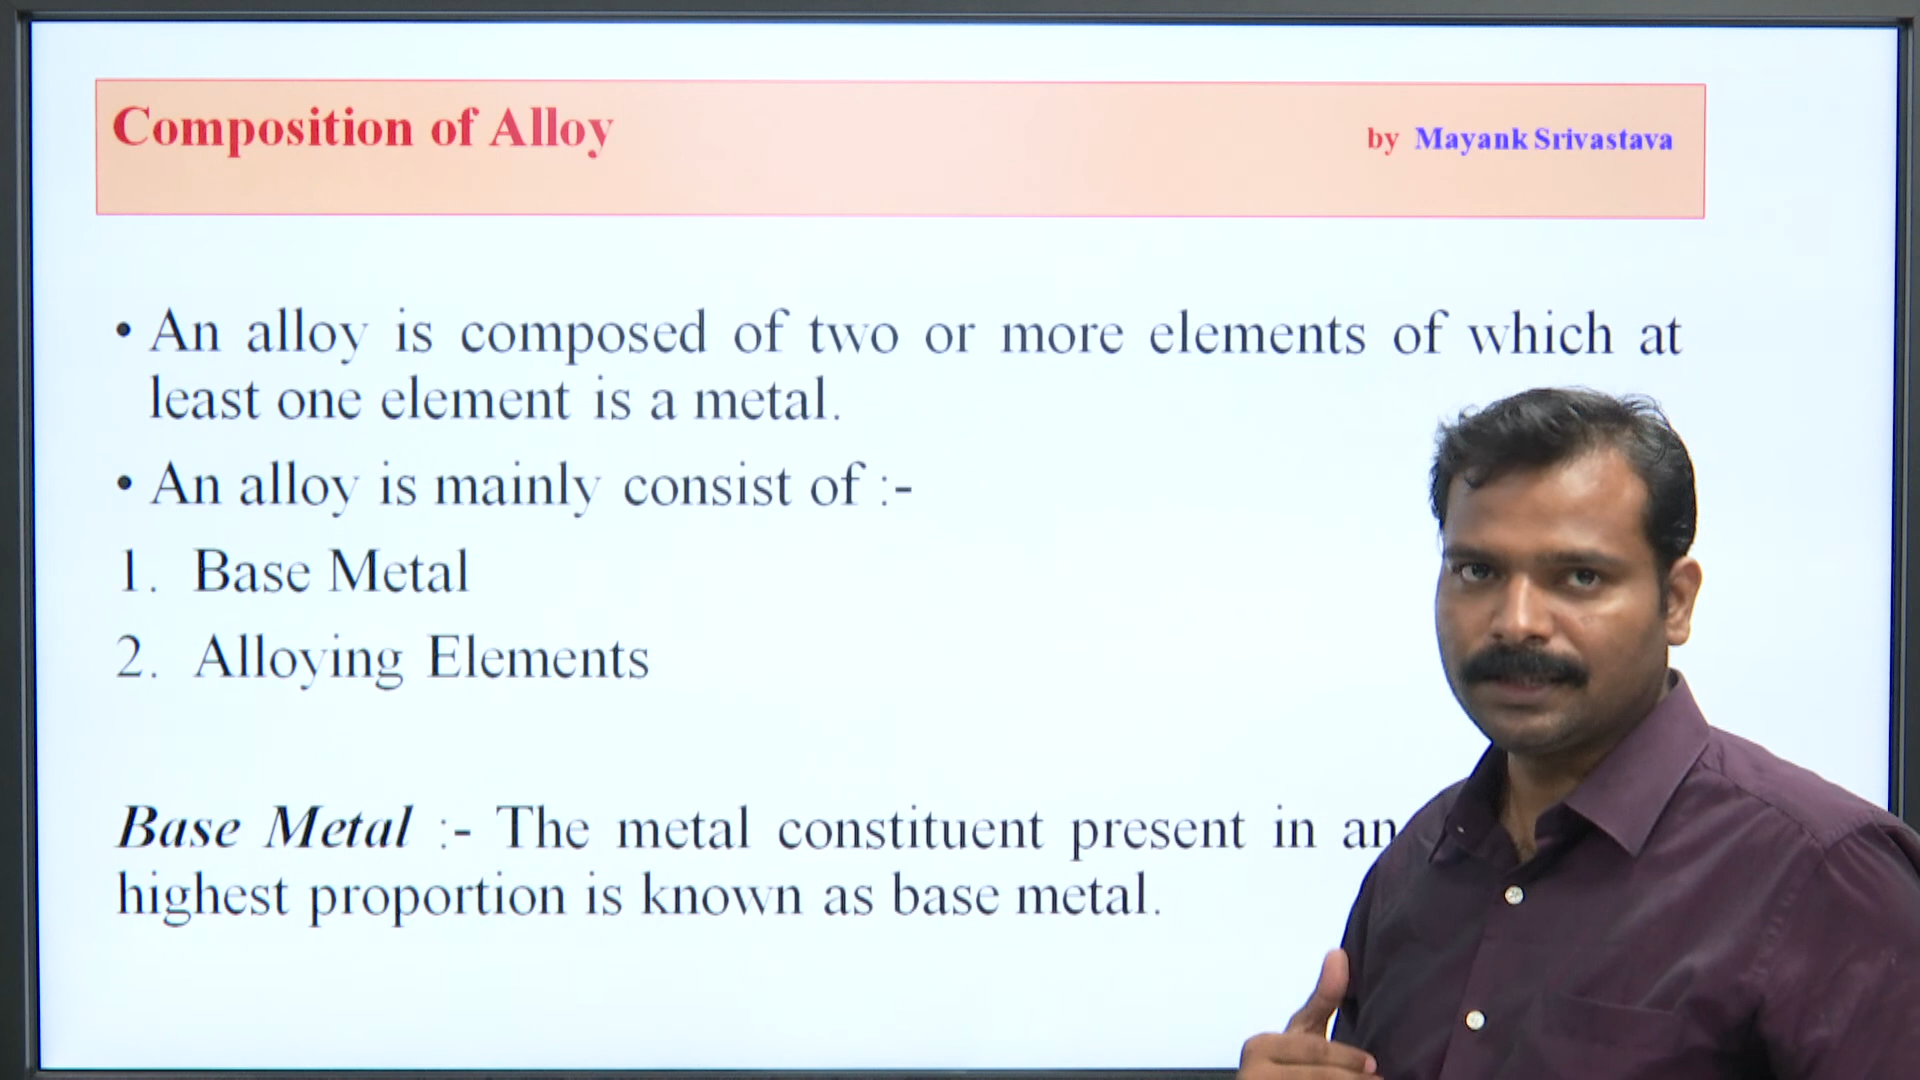 Composition of Alloy by Mayank Srivastava
• An alloy is composed of two or more elements of which at
least one element is a metal.
• An alloy is mainly consist of :-
1. Base Metal
2. Alloying Elements
Base Metal :- The metal constituent present in an
highest proportion is known as base metal.